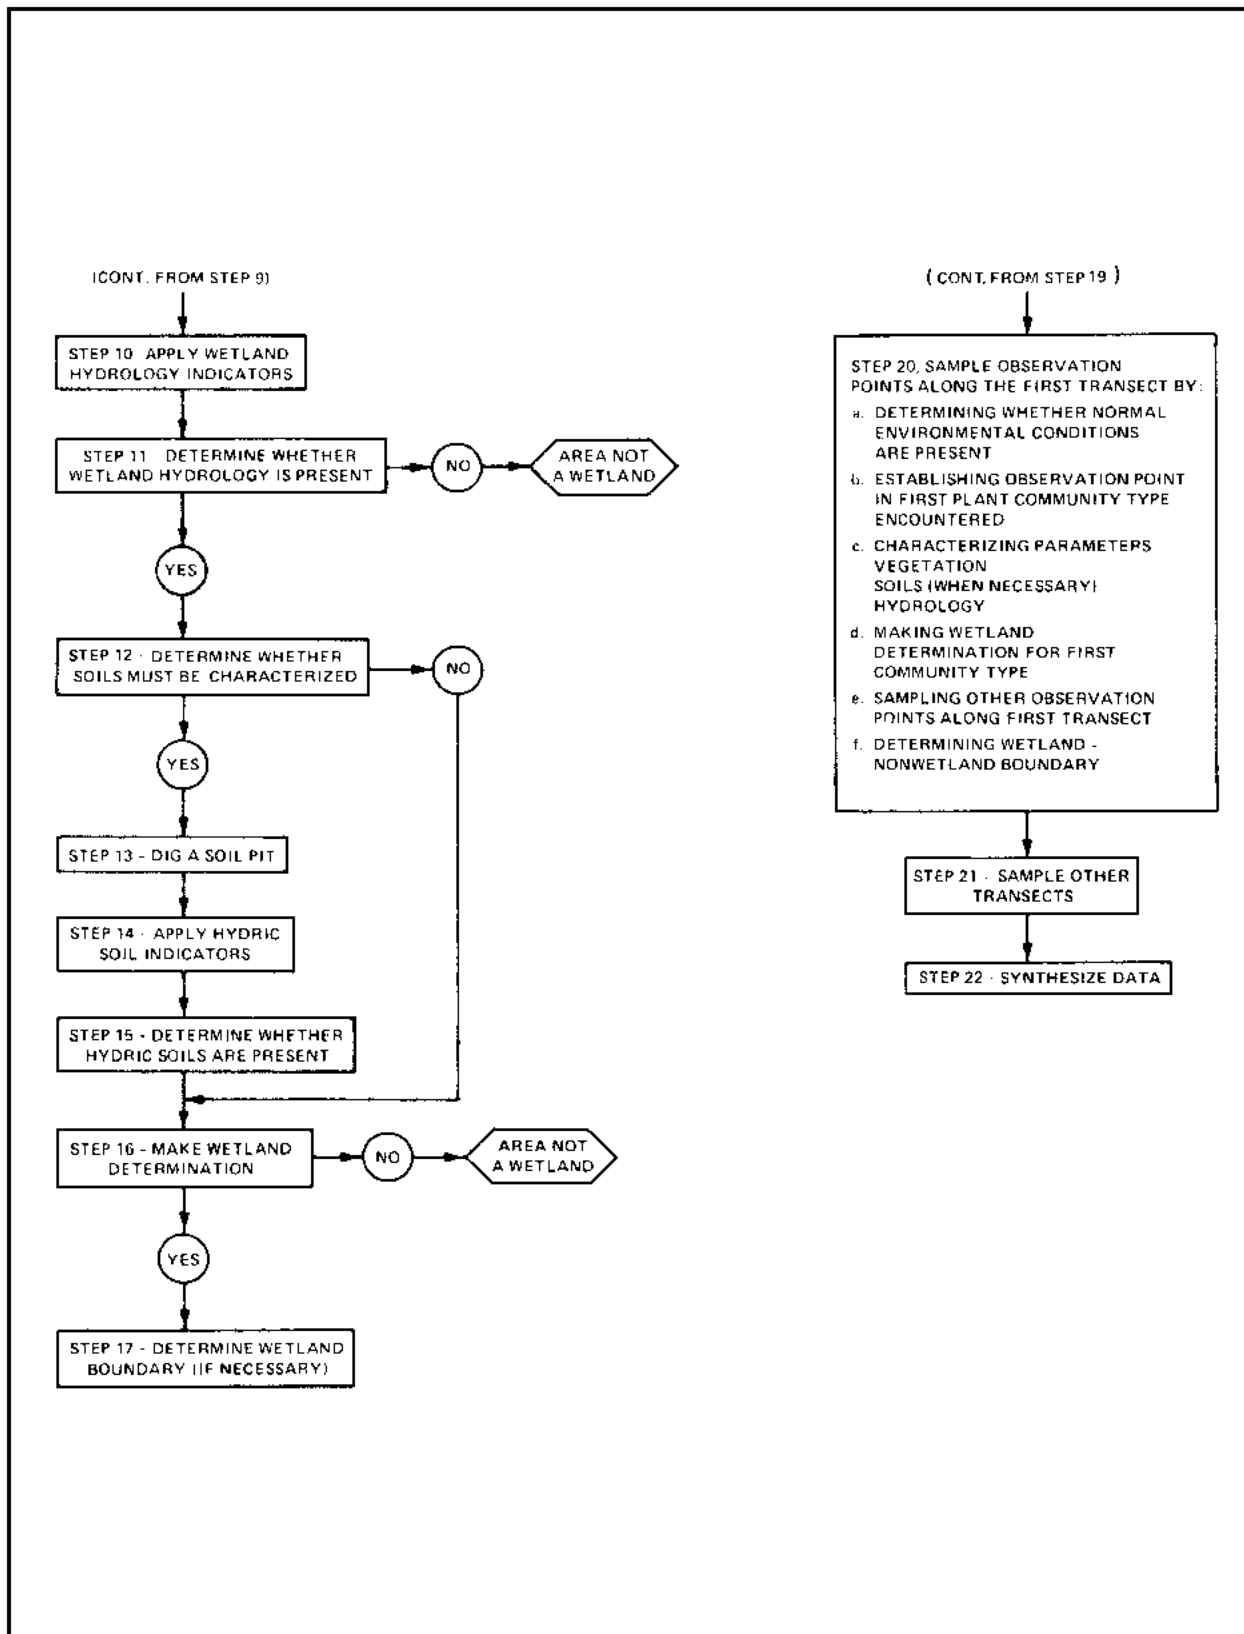 (CONT. FROM STEP 9)
STEP 10 - APPLY WETLAND
HYDROLOGY INDICATORS
STEP 11 - DETERMINE WHETHER
WETLAND HYDROLOGY IS PRESENT
NO
AREA NOT
A WETLAND
YES
STEP 12 - DETERMINE WHETHER
SOILS MUST BE CHARACTERIZED
NO
YES
STEP 13 - DIG A SOIL PIT
STEP 14 - APPLY HYDRIC
SOIL INDICATORS
STEP 15 - DETERMINE WHETHER
HYDRIC SOILS ARE PRESENT
STEP 16 - MAKE WETLAND
DETERMINATION
NO
AREA NOT
A WETLAND
YES
STEP 17 - DETERMINE WETLAND
BOUNDARY (IF NECESSARY)
(CONT. FROM STEP 19)
STEP 20, SAMPLE OBSERVATION
POINTS ALONG THE FIRST TRANSECT BY:
a. DETERMINING WHETHER NORMAL
ENVIRONMENTAL CONDITIONS
ARE PRESENT
b. ESTABLISHING OBSERVATION POINT
IN FIRST PLANT COMMUNITY TYPE
ENCOUNTERED
c. CHARACTERIZING PARAMETERS
VEGETATION
SOILS (WHEN NECESSARY)
HYDROLOGY
d. MAKING WETLAND
DETERMINATION FOR FIRST
COMMUNITY TYPE
e. SAMPLING OTHER OBSERVATION
POINTS ALONG FIRST TRANSECT
f. DETERMINING WETLAND -
NONWETLAND BOUNDARY
STEP 21 - SAMPLE OTHER
TRANSECTS
STEP 22 - SYNTHESIZE DATA